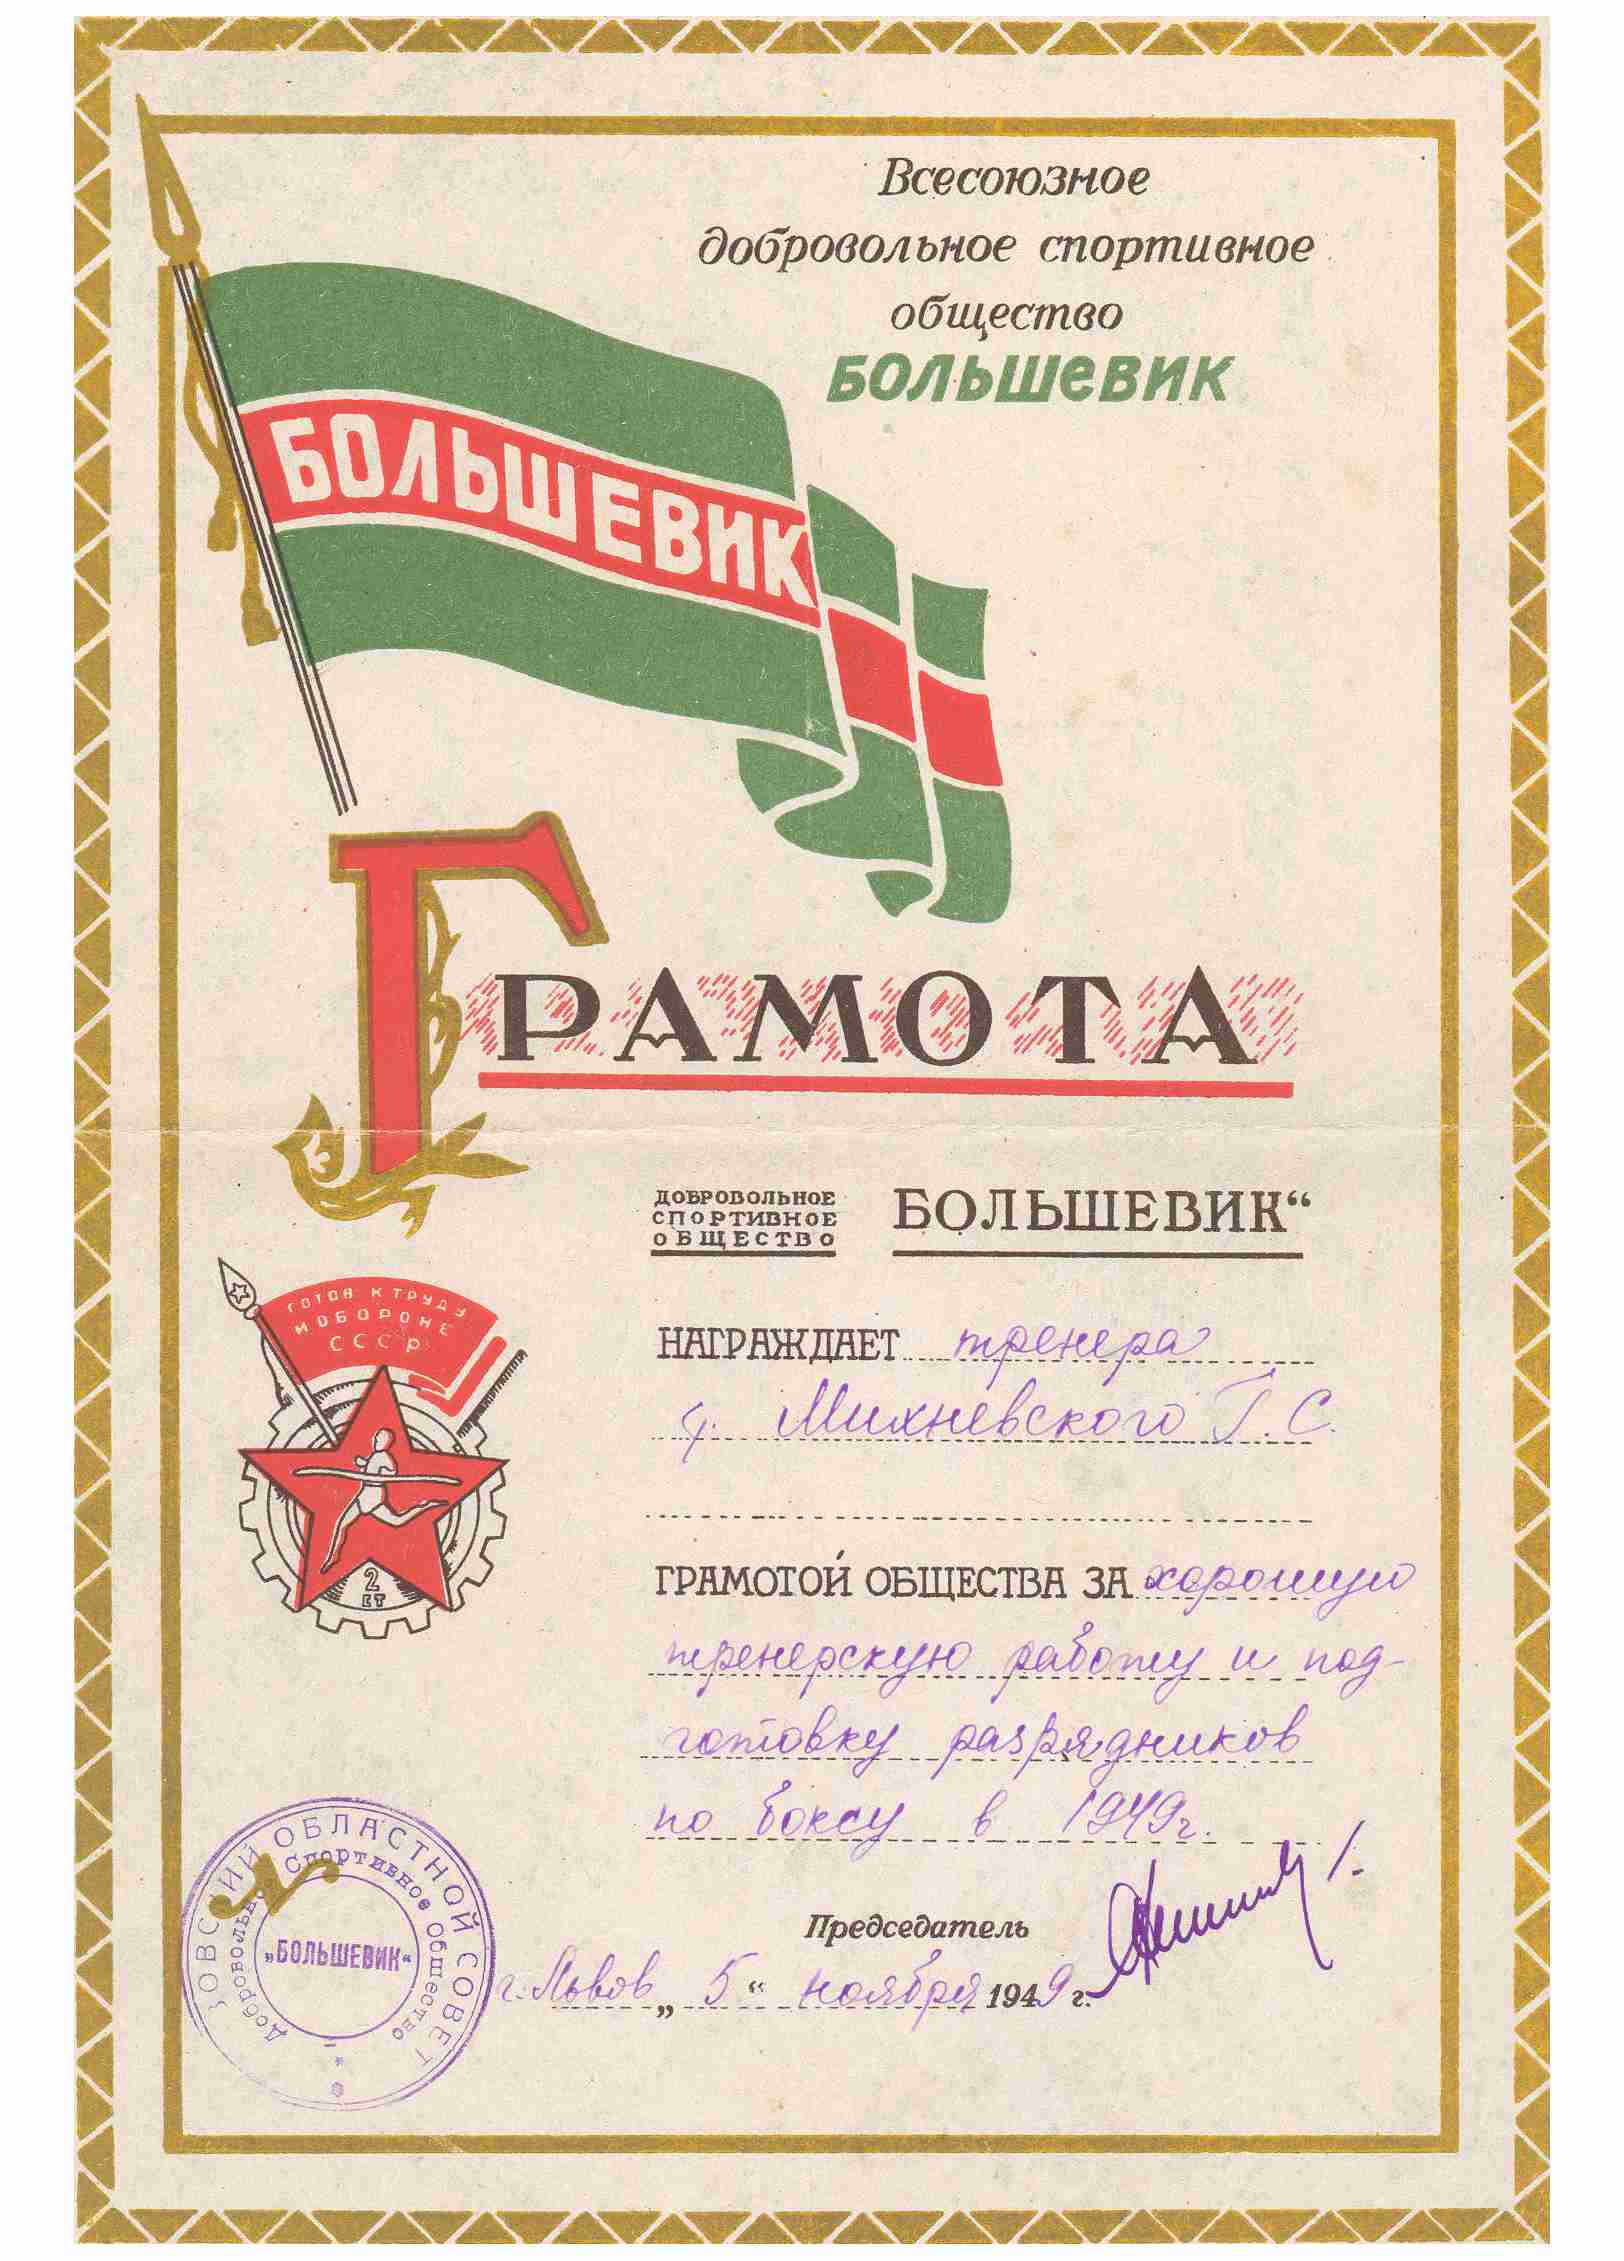 Всесоюзное
добровольное спортивное
общество
БОЛЬШЕВИК
БОЛЬШЕВИК
ГРАМОТА
ДОБРОВОЛЬНОЕ
СПОРТИВНОЕ
ОБЩЕСТВО
БОЛЬШЕВИК“
ГОТОВ К ТРУДУ
И ОБОРОНЕ
СССР
НАГРАЖДАЕТ тренера
т. Михневского Г. С.
ГРАМОТОЙ ОБЩЕСТВА ЗА хорошую
тренерскую работу и под-
готовку разрядников
по боксу в 1949г.
Председатель
г. Львов „ 5 “ ноября 1949 г.
ОБЛАСТНОЙ СОВЕТ
Добровольное Спортивное Общество
„БОЛЬШЕВИК“